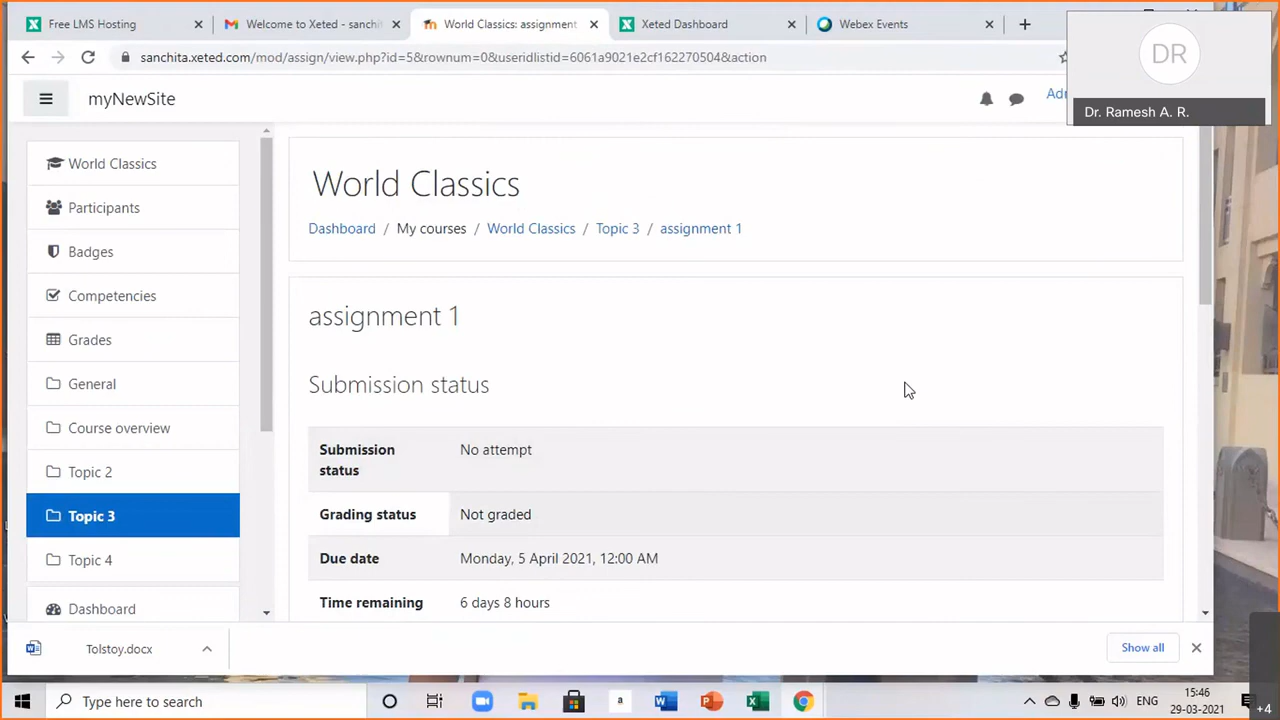 Free LMS Hosting
Welcome to Xeted - sanchit
World Classics: assignment
Xeted Dashboard
Webex Events
sanchita.xeted.com/mod/assign/view.php?id=5&rownum=0&useridlistid=6061a9021e2cf162270504&action
DR
Dr. Ramesh A. R.
myNewSite
World Classics
Participants
Badges
Competencies
Grades
General
Course overview
Topic 2
Topic 3
Topic 4
Dashboard
World Classics
Dashboard / My courses / World Classics / Topic 3 / assignment 1
assignment 1
Submission status
Submission status No attempt
Grading status Not graded
Due date Monday, 5 April 2021, 12:00 AM
Time remaining 6 days 8 hours
Tolstoy.docx
Show all
Type here to search
ENG
15:46
29-03-2021
+4